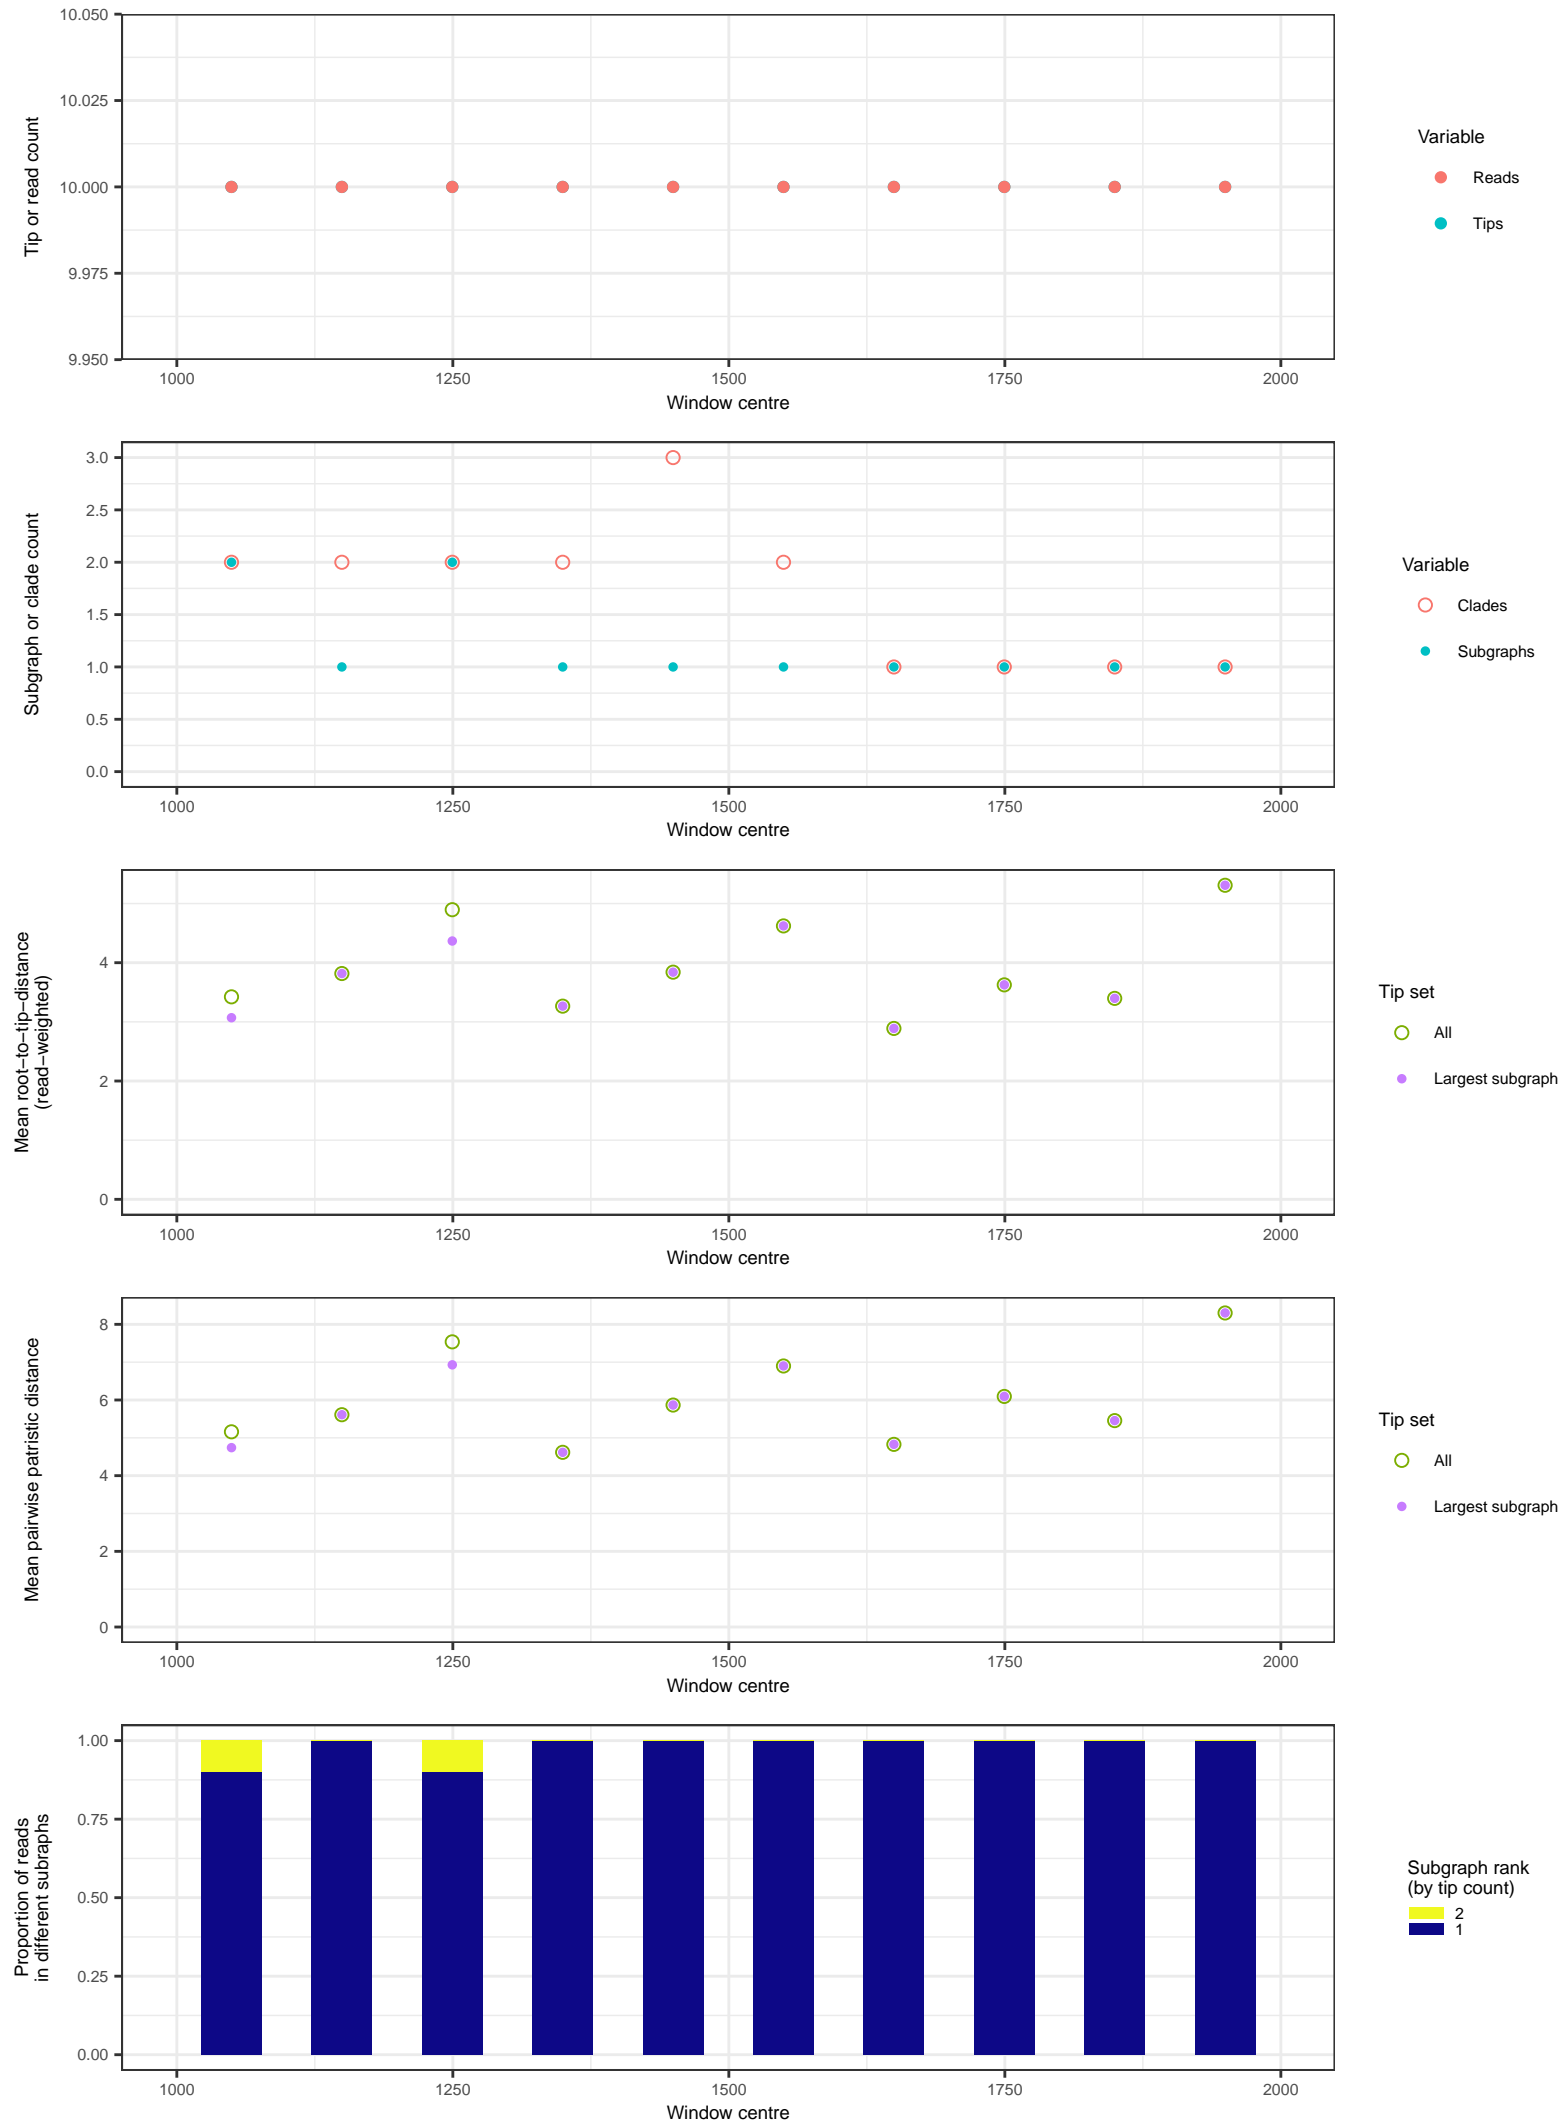 10.050
10.025
10.000
9.975
9.950
Tip or read count
1000 1250 1500 1750 2000
Window centre
Variable
Reads
Tips
3.0
2.5
2.0
1.5
1.0
0.5
0.0
Subgraph or clade count
1000 1250 1500 1750 2000
Window centre
Variable
Clades
Subgraphs
4
2
0
Mean root−to−tip−distance
(read−weighted)
1000 1250 1500 1750 2000
Window centre
Tip set
All
Largest subgraph
8
6
4
2
0
Mean pairwise patristic distance
1000 1250 1500 1750 2000
Window centre
Tip set
All
Largest subgraph
1.00
0.75
0.50
0.25
0.00
Proportion of reads
in different subraphs
1000 1250 1500 1750 2000
Window centre
Subgraph rank
(by tip count)
2
1